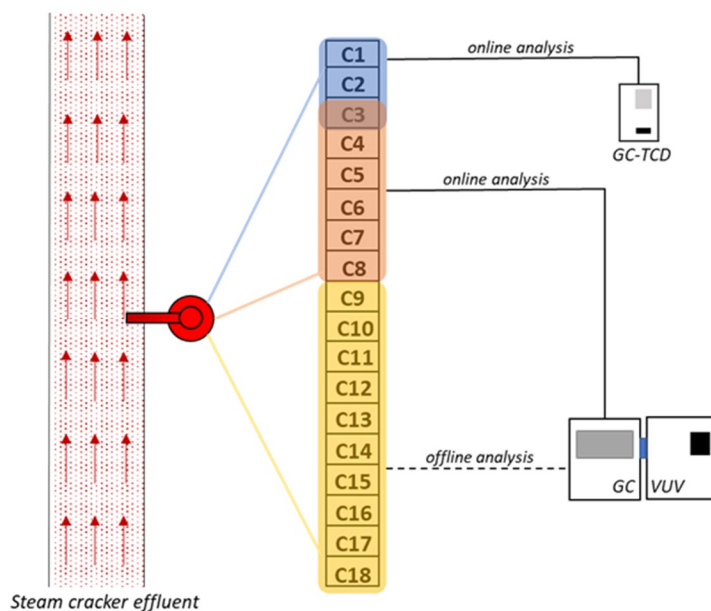 C1
C2
C3
C4
C5
C6
C7
C8
C9
C10
C11
C12
C13
C14
C15
C16
C17
C18
online analysis
GC-TCD
online analysis
offline analysis
GC
VUV
Steam cracker effluent